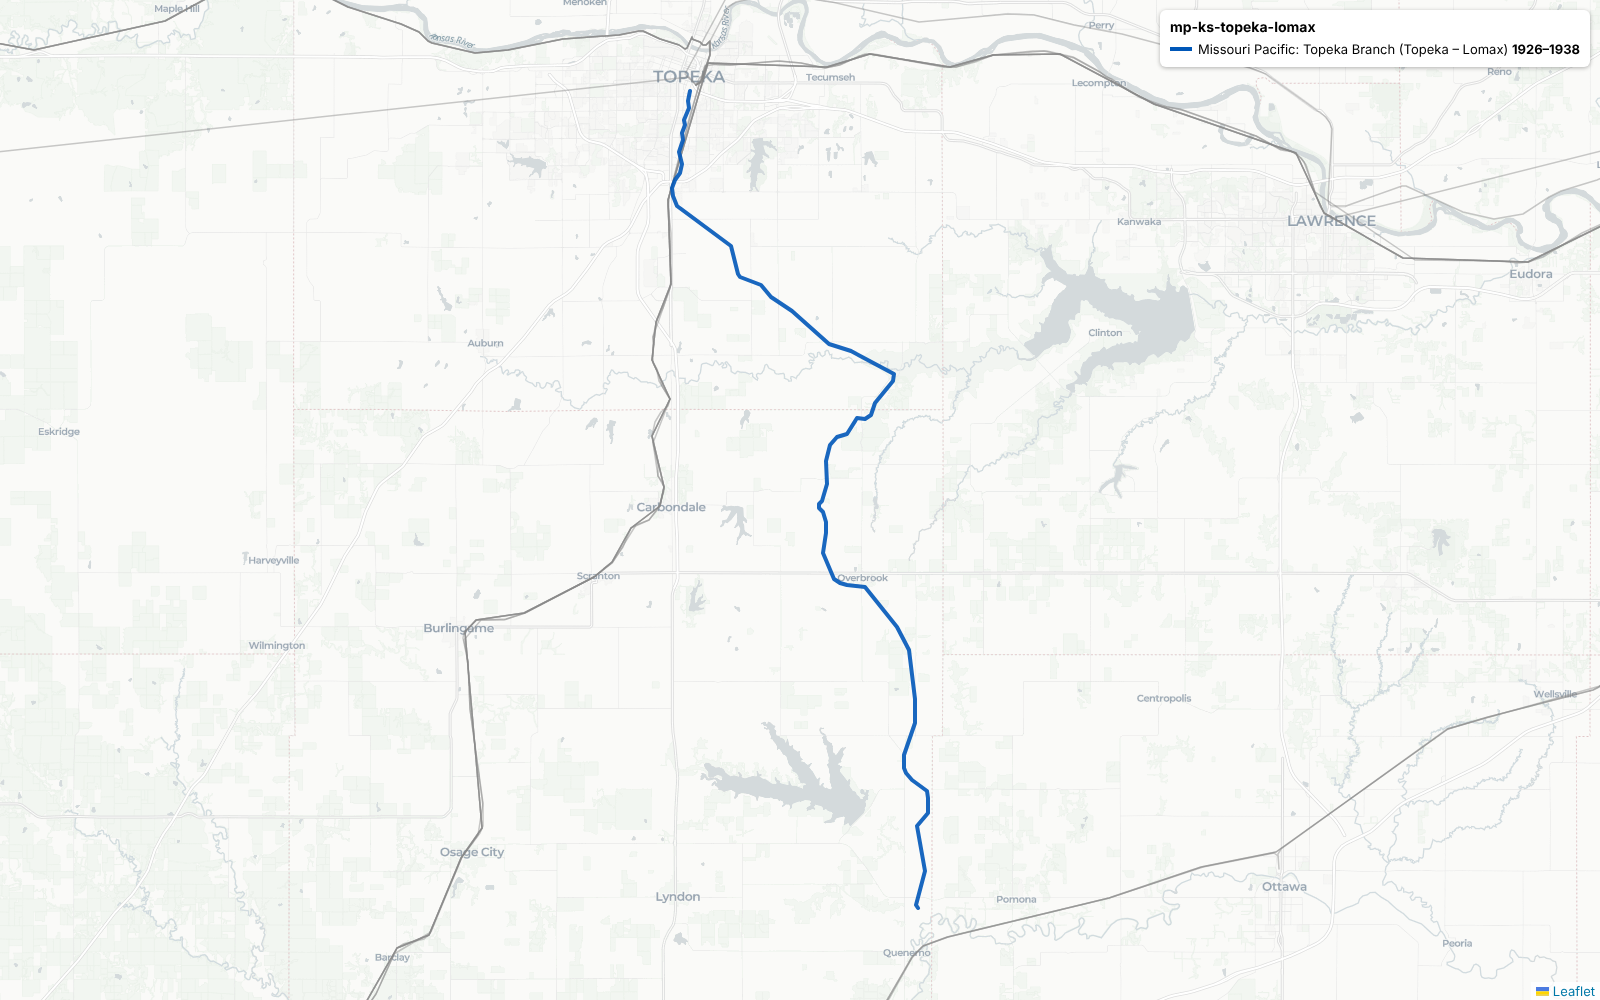 mp-ks-topeka-lomax
Missouri Pacific: Topeka Branch (Topeka – Lomax) 1926–1938
Maple Hill
Menoken
Kansas River
Perry
Reno
TOPEKA
Tecumseh
Lecompton
Kanwaka
LAWRENCE
Eudora
Auburn
Clinton
Eskridge
Carbondale
Harveyville
Scranton
Overbrook
Burlingame
Wilmington
Centropolis
Wellsville
Osage City
Lyndon
Pomona
Ottawa
Barclay
Quenemo
Peoria
Leaflet